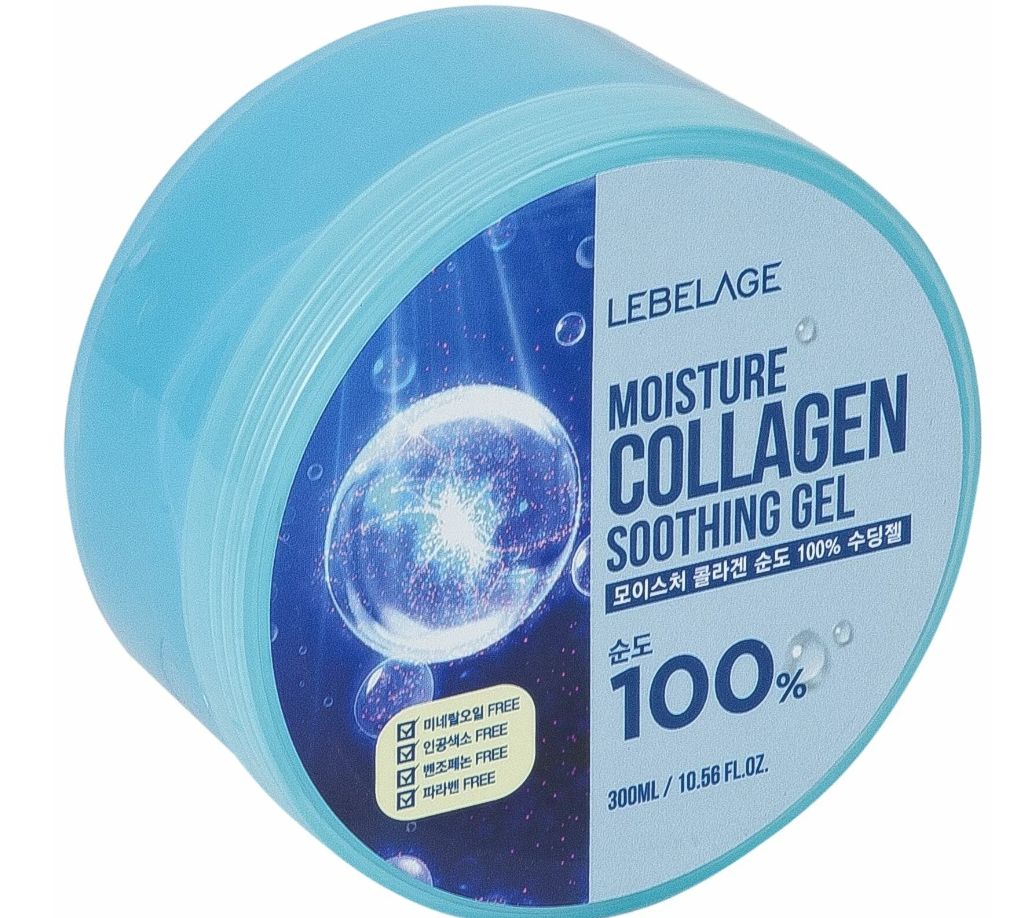 LEBELAGE
MOISTURE
COLLAGEN
SOOTHING GEL
모이스처 콜라겐 순도 100% 수딩젤
순도
100%
300ML / 10.56 FL.OZ.
미네랄오일 FREE
인공색소 FREE
벤조페논 FREE
파라벤 FREE